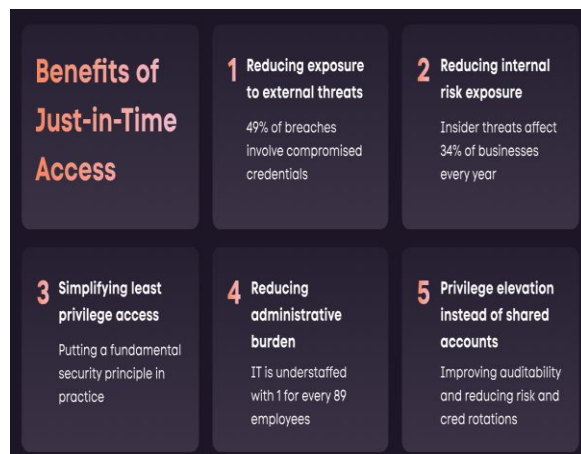 Benefits of
Just-in-Time
Access
1 Reducing exposure
to external threats
49% of breaches
involve compromised
credentials
2 Reducing internal
risk exposure
Insider threats affect
34% of businesses
every year
3 Simplifying least
privilege access
Putting a fundamental
security principle in
practice
4 Reducing
administrative
burden
IT is understaffed
with 1 for every 89
employees
5 Privilege elevation
instead of shared
accounts
Improving auditability
and reducing risk and
cred rotations